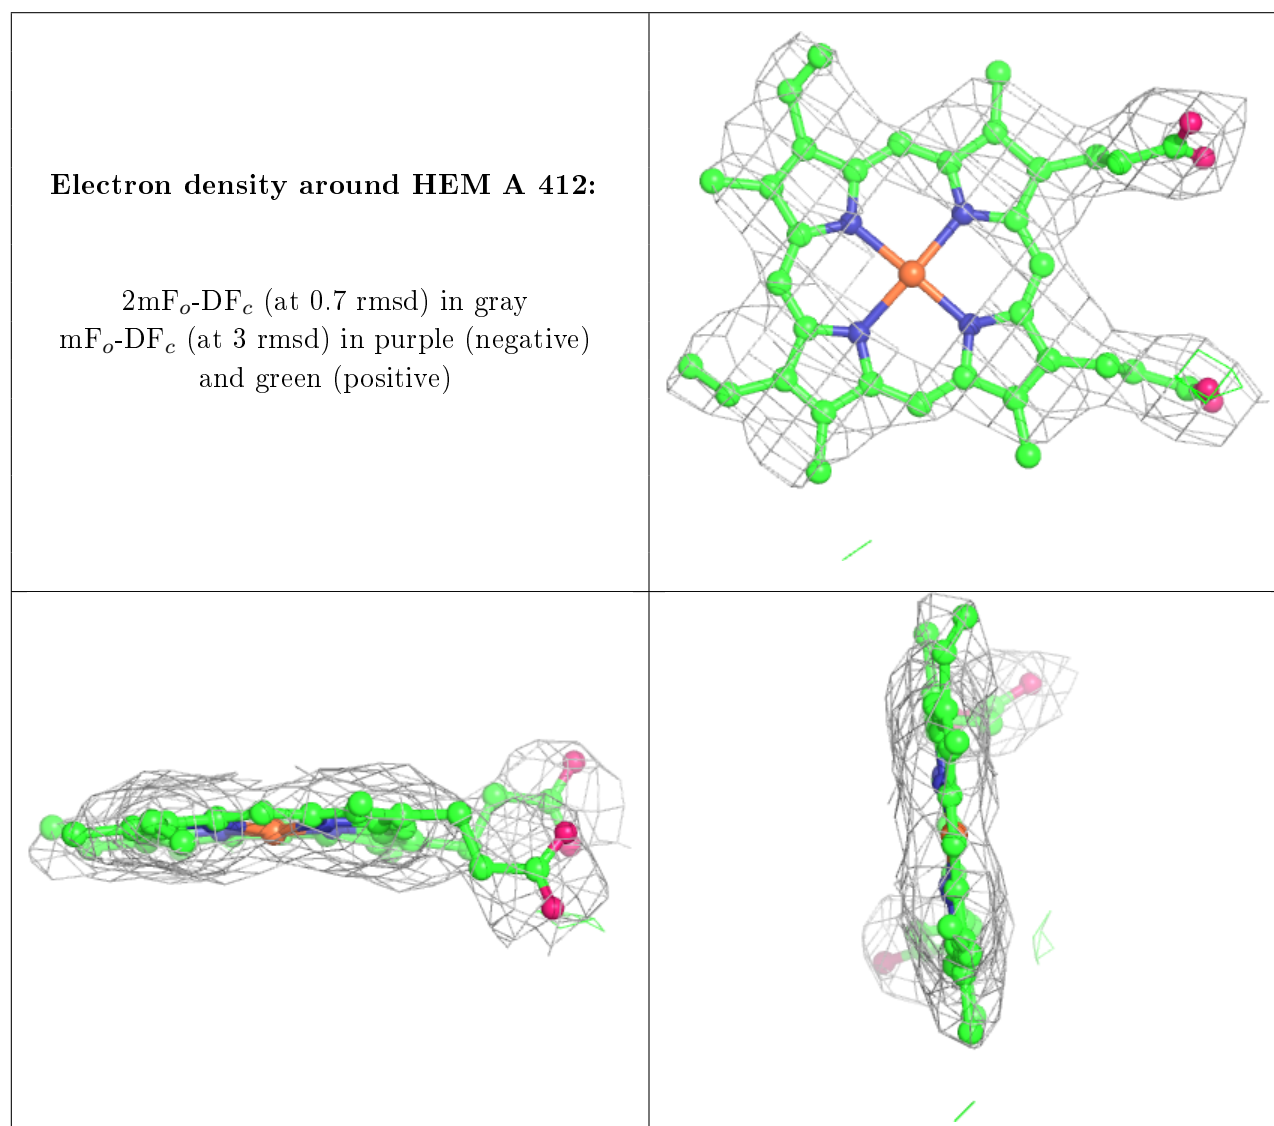 Electron density around HEM A 412:
2mFₒ-DF𝑐 (at 0.7 rmsd) in gray
mFₒ-DF𝑐 (at 3 rmsd) in purple (negative)
and green (positive)